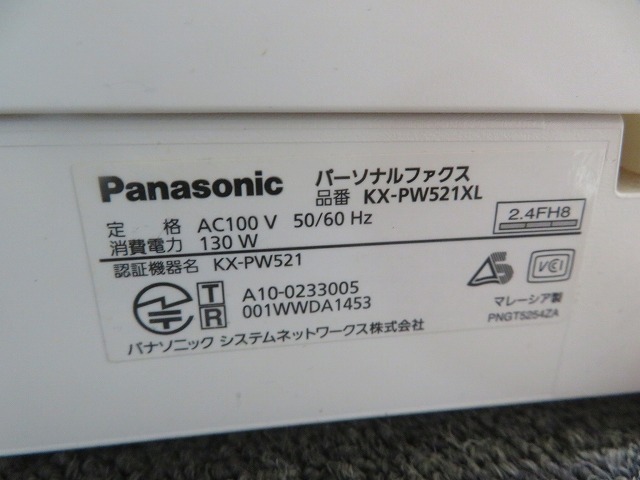 Panasonic パーソナルファクス
品番 KX-PW521XL
定 格 AC100 V 50/60 Hz
2.4FH8
消費電力 130 W
認証機器名 KX-PW521
T A10-0233005
R 001WWDA1453
VCI
マレーシア製
PNGT5254ZA
パナソニック システムネットワークス株式会社